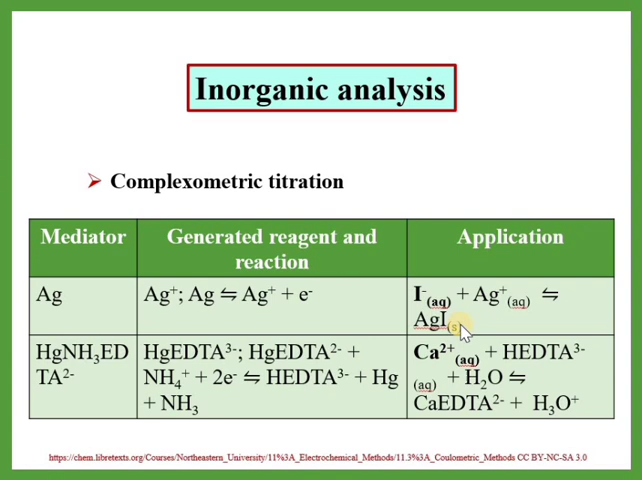 Inorganic analysis
➢ Complexometric titration
Mediator
Generated reagent and
reaction
Application
Ag
Ag⁺; Ag ⇋ Ag⁺ + e⁻
I⁻(aq) + Ag⁺(aq) ⇋
AgI(s)
HgNH₃ED
TA²⁻
HgEDTA³⁻; HgEDTA²⁻ +
NH₄⁺ + 2e⁻ ⇋ HEDTA³⁻ + Hg
+ NH₃
Ca²⁺(aq) + HEDTA³⁻
(aq) + H₂O ⇋
CaEDTA²⁻ + H₃O⁺
https://chem.libretexts.org/Courses/Northeastern_University/11%3A_Electrochemical_Methods/11.3%3A_Coulometric_Methods CC BY-NC-SA 3.0